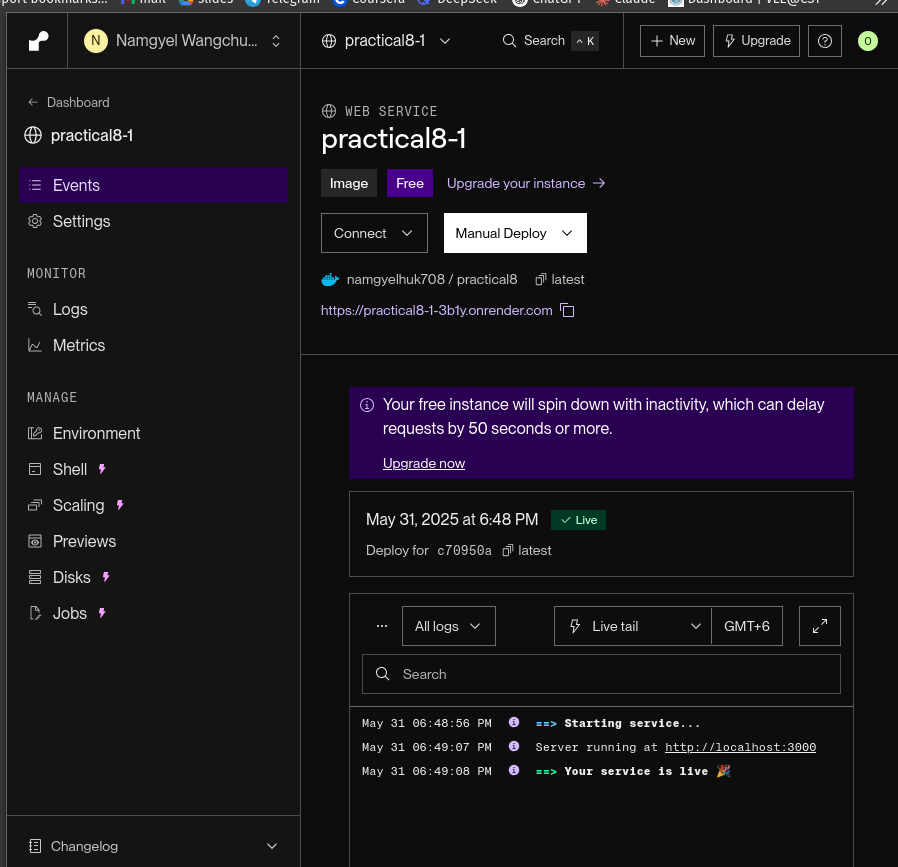 port bookmarks... Mail slides Telegram Coursera DeepSeek ChatGPT Claude Dashboard | VLE@CST
N Namgyel Wangchu...
practical8-1
Search ^ K
+ New
Upgrade
O
← Dashboard
practical8-1
Events
Settings
MONITOR
Logs
Metrics
MANAGE
Environment
Shell
Scaling
Previews
Disks
Jobs
Changelog
WEB SERVICE
practical8-1
Image Free Upgrade your instance →
Connect Manual Deploy
namgyelhuk708 / practical8 latest
https://practical8-1-3b1y.onrender.com
Your free instance will spin down with inactivity, which can delay
requests by 50 seconds or more.
Upgrade now
May 31, 2025 at 6:48 PM ✓ Live
Deploy for c70950a latest
... All logs Live tail GMT+6
Search
May 31 06:48:56 PM ==> Starting service...
May 31 06:49:07 PM Server running at http://localhost:3000
May 31 06:49:08 PM ==> Your service is live 🎉